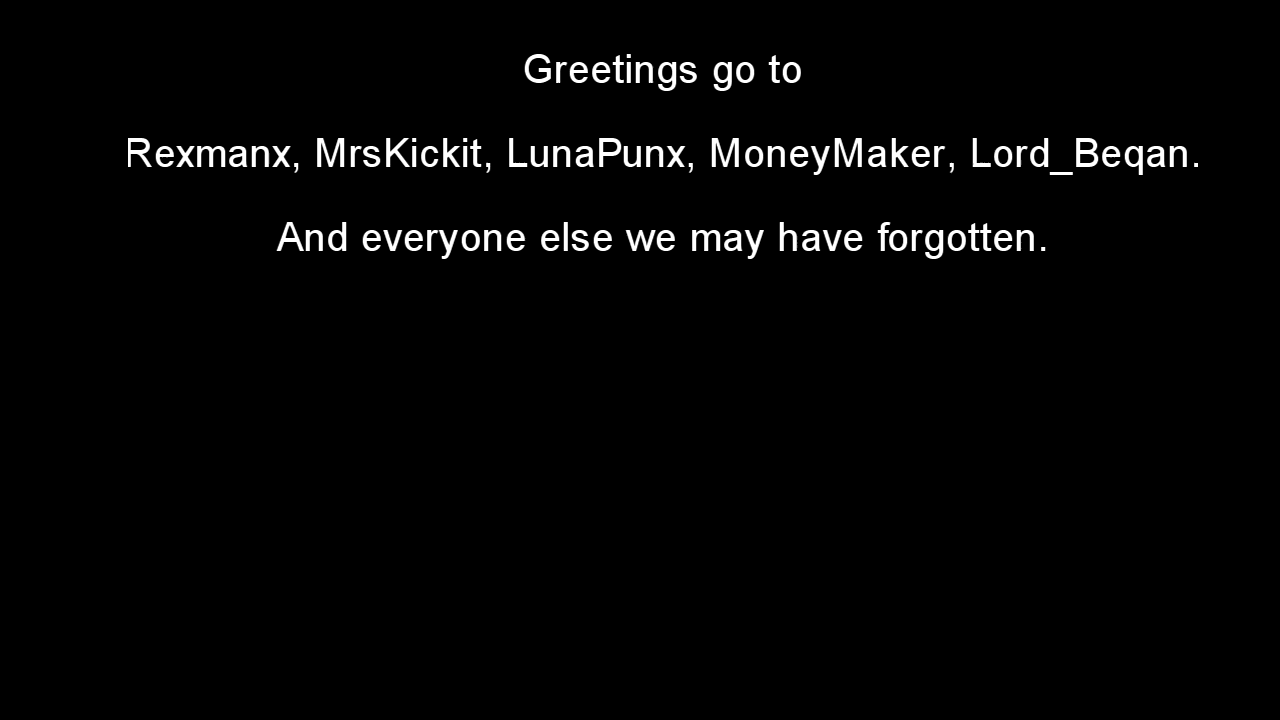 Greetings go to
Rexmanx, MrsKickit, LunaPunx, MoneyMaker, Lord_Beqan.
And everyone else we may have forgotten.